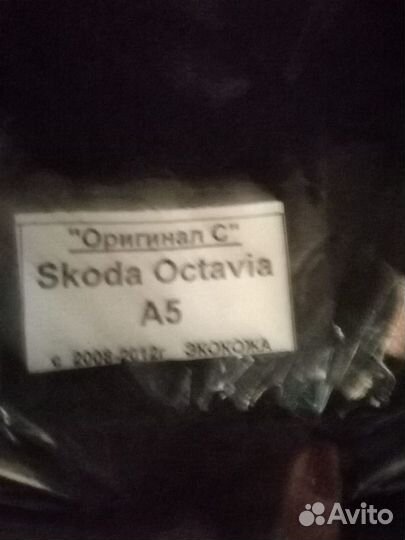 "Оригинал С"
Skoda Octavia
A5
с 2008-2012г ЭКОКОЖА
Avito